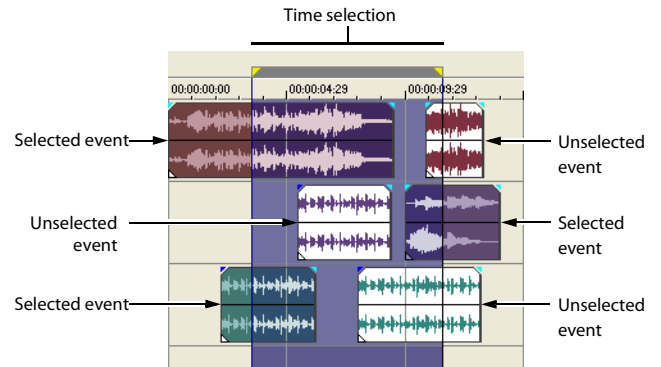 Time selection
00:00:00:00
00:00:04:29
00:00:09:29
Selected event
Unselected
event
Unselected
event
Selected
event
Selected event
Unselected
event